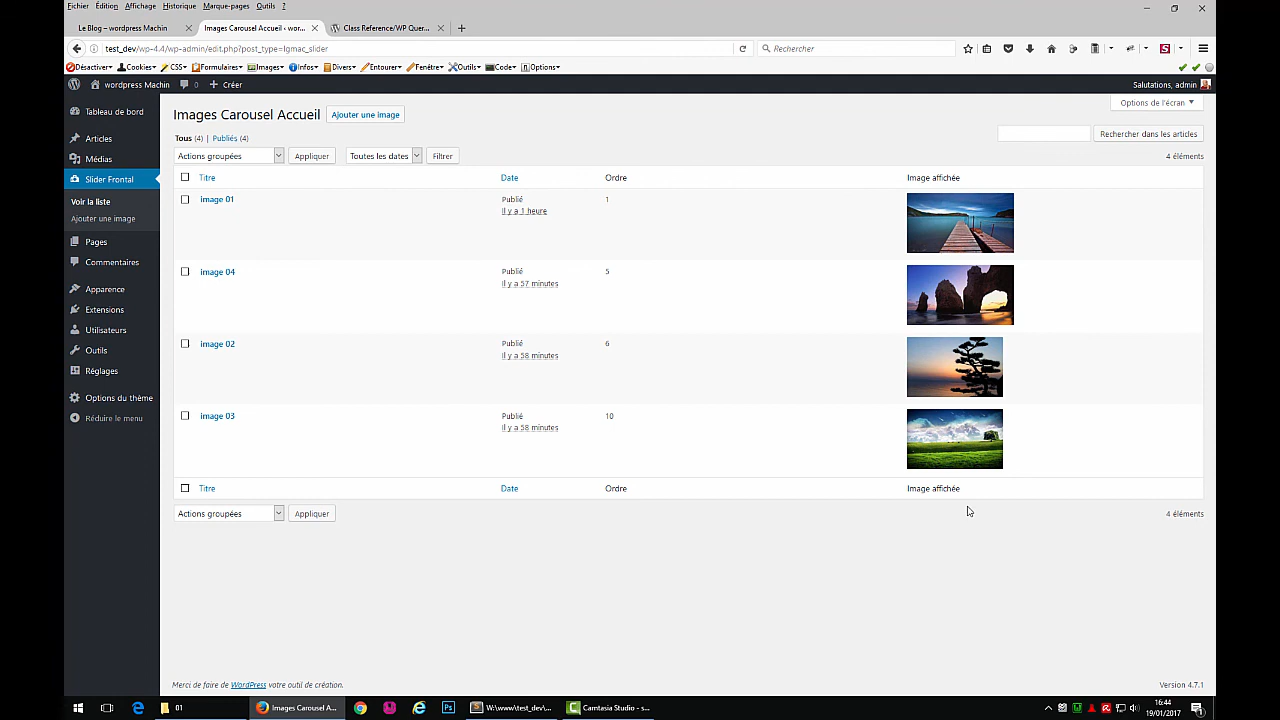 Fichier Édition Affichage Historique Marque-pages Outils ?
Le Blog – wordpress Machin
Images Carousel Accueil ‹ wor...
Class Reference/WP Quer...
test_dev/wp-4.4/wp-admin/edit.php?post_type=lgmac_slider
Rechercher
Désactiver Cookies CSS Formulaires Images Infos Divers Entourer Fenêtre Outils Code Options
wordpress Machin 0 Créer
Salutations, admin
Tableau de bord
Articles
Médias
Slider Frontal
Voir la liste
Ajouter une image
Pages
Commentaires
Apparence
Extensions
Utilisateurs
Outils
Réglages
Options du thème
Réduire le menu
Options de l'écran
Images Carousel Accueil Ajouter une image
Tous (4) | Publiés (4)
Rechercher dans les articles
Actions groupées Appliquer Toutes les dates Filtrer
4 éléments
Titre Date Ordre Image affichée
image 01 Publié 1
Il y a 1 heure
image 04 Publié 5
Il y a 57 minutes
image 02 Publié 6
Il y a 58 minutes
image 03 Publié 10
Il y a 58 minutes
Titre Date Ordre Image affichée
Actions groupées Appliquer
4 éléments
Merci de faire de WordPress votre outil de création.
Version 4.7.1
01
Images Carousel A...
W:\www\test_dev\...
Camtasia Studio - s...
16:44
19/01/2017